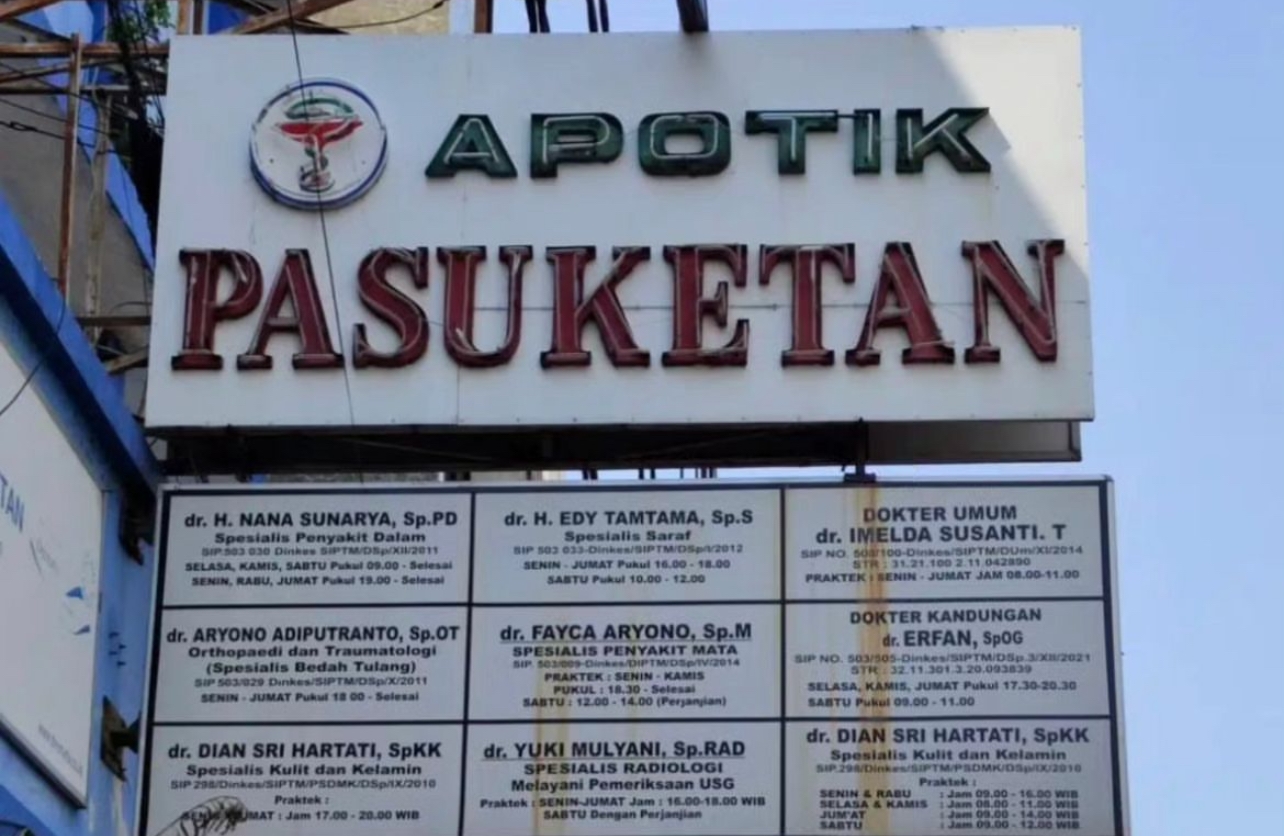 APOTIK
PASUKETAN
dr. H. NANA SUNARYA, Sp.PD
Spesialis Penyakit Dalam
SIP.503 030 Dinkes SIPTM/DSp/XII/2011
SELASA, KAMIS, SABTU Pukul 09.00 - Selesai
SENIN, RABU, JUMAT Pukul 19.00 - Selesai
dr. H. EDY TAMTAMA, Sp.S
Spesialis Saraf
SIP 503 033-Dinkes/SIPTM/DSp/I/2012
SENIN - JUMAT Pukul 16.00 - 18.00
SABTU Pukul 10.00 - 12.00
DOKTER UMUM
dr. IMELDA SUSANTI. T
SIP NO. 503/100-Dinkes/SIPTM/DUm/XI/2014
STR : 31.21.100 2.11.042890
PRAKTEK : SENIN - JUMAT JAM 08.00-11.00
dr. ARYONO ADIPUTRANTO, Sp.OT
Orthopaedi dan Traumatologi
(Spesialis Bedah Tulang)
SIP 503/029 Dinkes/SIPTM/DSp/X/2011
SENIN - JUMAT Pukul 18 00 - Selesai
dr. FAYCA ARYONO, Sp.M
SPESIALIS PENYAKIT MATA
SIP. 503/009-Dinkes/DIPTM/DSp/IV/2014
PRAKTEK : SENIN - KAMIS
PUKUL : 18.30 - Selesai
SABTU : 12.00 - 14.00 (Perjanjian)
DOKTER KANDUNGAN
dr. ERFAN, SpOG
SIP NO. 503/505-Dinkes/SIPTM/DSp.3/XII/2021
STR : 32.11.301.3.20.093839
SELASA, KAMIS, JUMAT Pukul 17.30-20.30
SABTU Pukul 09.00 - 11.00
dr. DIAN SRI HARTATI, SpKK
Spesialis Kulit dan Kelamin
SIP 298/Dinkes/SIPTM/PSDMK/DSp/IX/2010
Praktek :
: Jam 17.00 - 20.00 WIB
dr. YUKI MULYANI, Sp.RAD
SPESIALIS RADIOLOGI
Melayani Pemeriksaan USG
Praktek : SENIN-JUMAT Jam : 16.00-18.00 WIB
SABTU Dengan Perjanjian
dr. DIAN SRI HARTATI, SpKK
Spesialis Kulit dan Kelamin
SIP.298/Dinkes/SIPTM/PSDMK/DSp/IX/2010
Praktek :
SENIN & RABU : Jam 09.00 - 16.00 WIB
SELASA & KAMIS : Jam 08.00 - 11.00 WIB
JUM'AT : Jam 09.00 - 14.00 WIB
SABTU : Jam 09.00 - 12.00 WIB
TAN